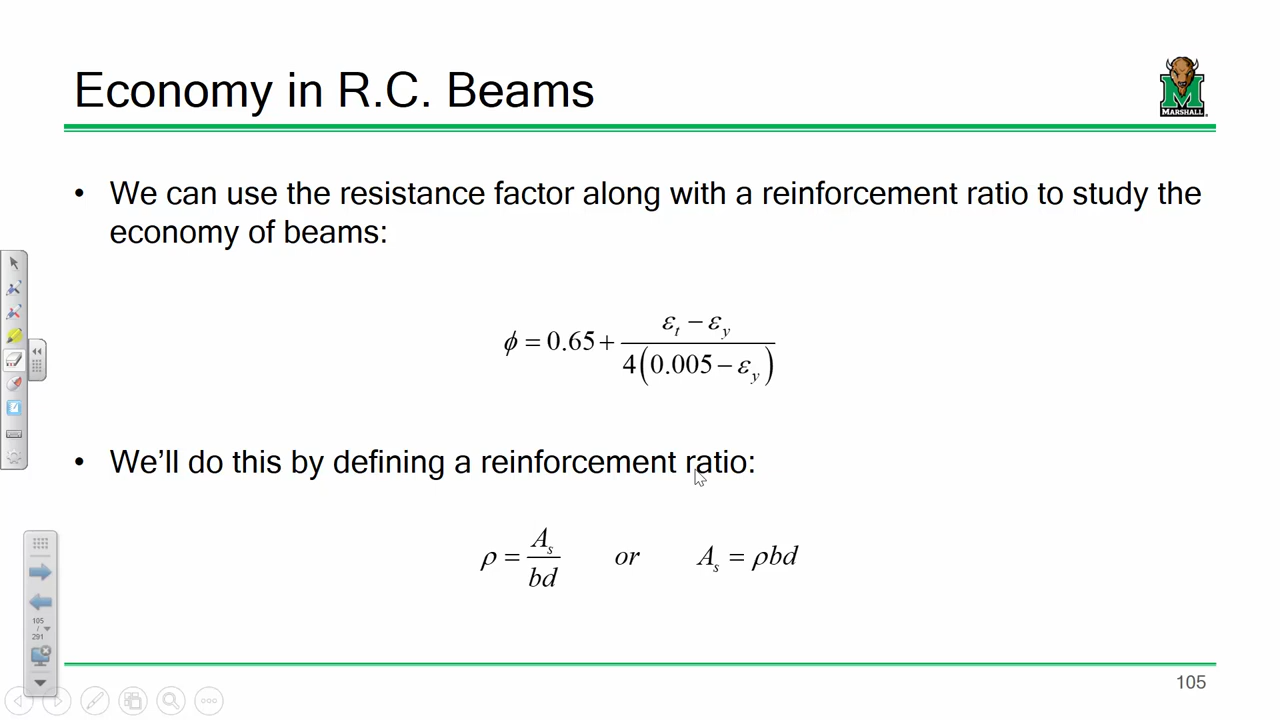 Economy in R.C. Beams
MARSHALL
• We can use the resistance factor along with a reinforcement ratio to study the
economy of beams:
ϕ = 0.65 + (ε_t − ε_y) / (4(0.005 − ε_y))
• We’ll do this by defining a reinforcement ratio:
ρ = A_s / bd or A_s = ρbd
105
/
291
105